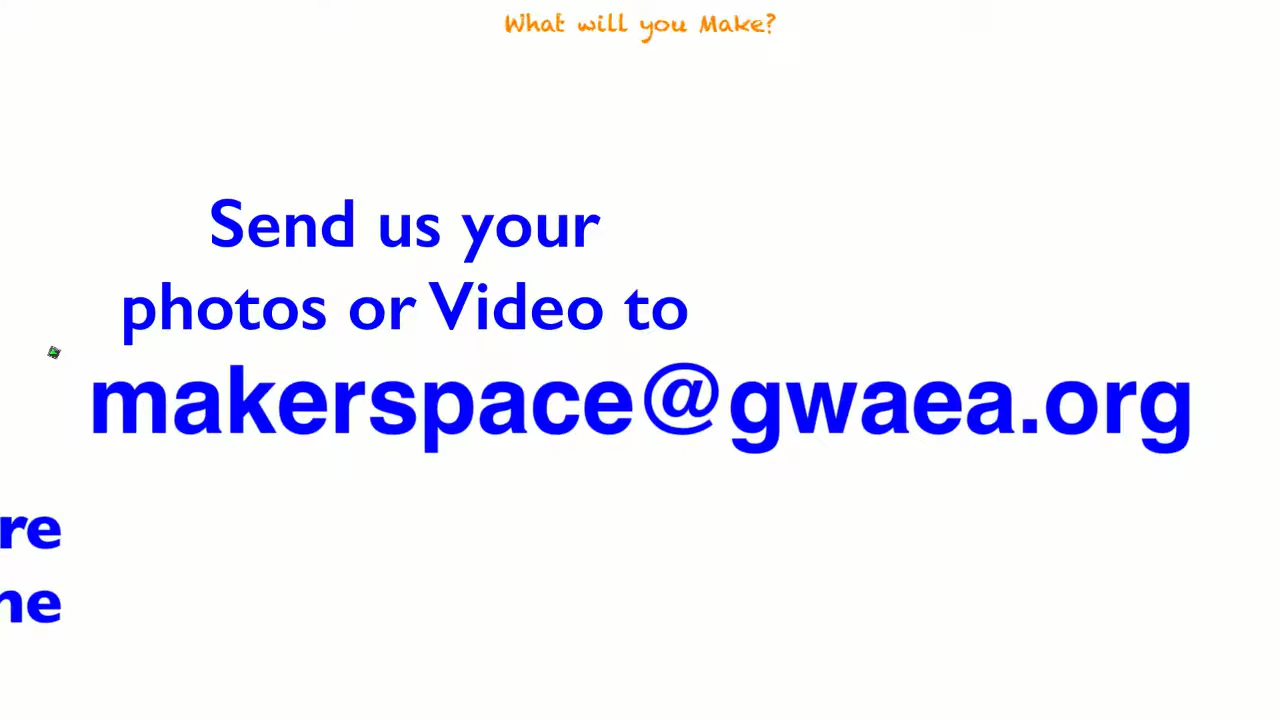 What will you Make?
Send us your
photos or Video to
makerspace@gwaea.org
re
ne